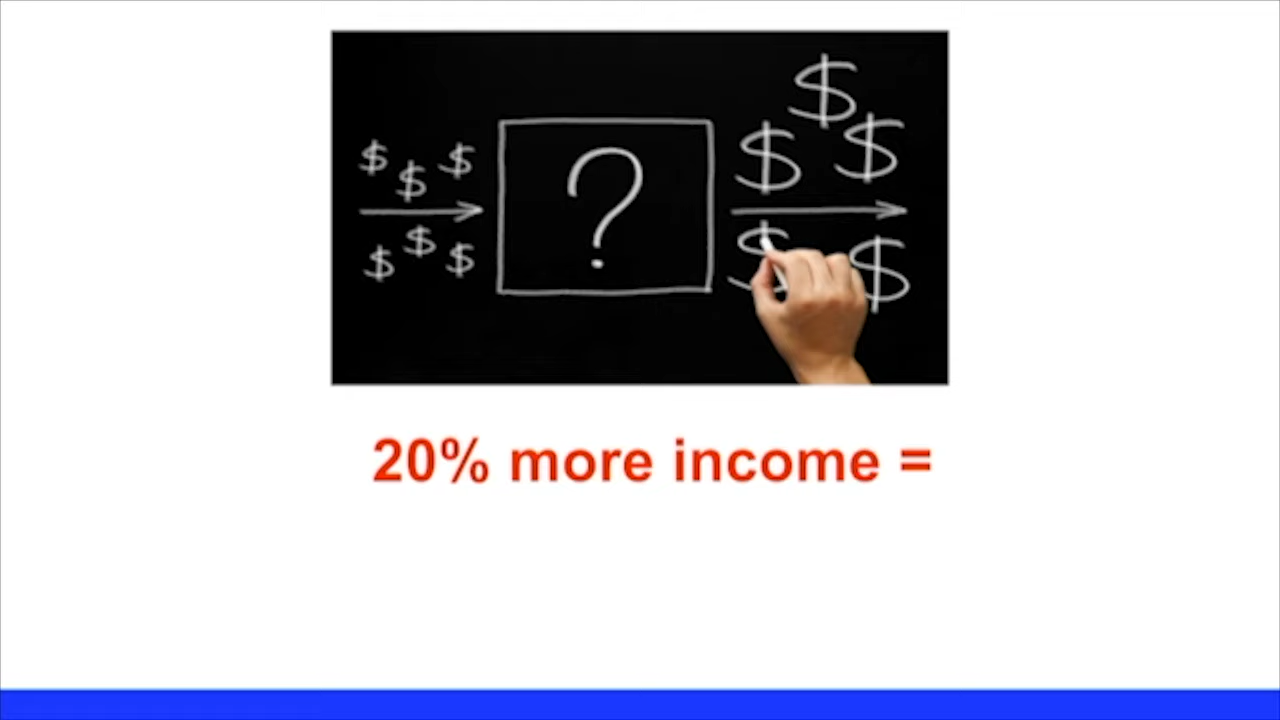 $ $ $
$ $ $
?
$
$ $
$ $
20% more income =